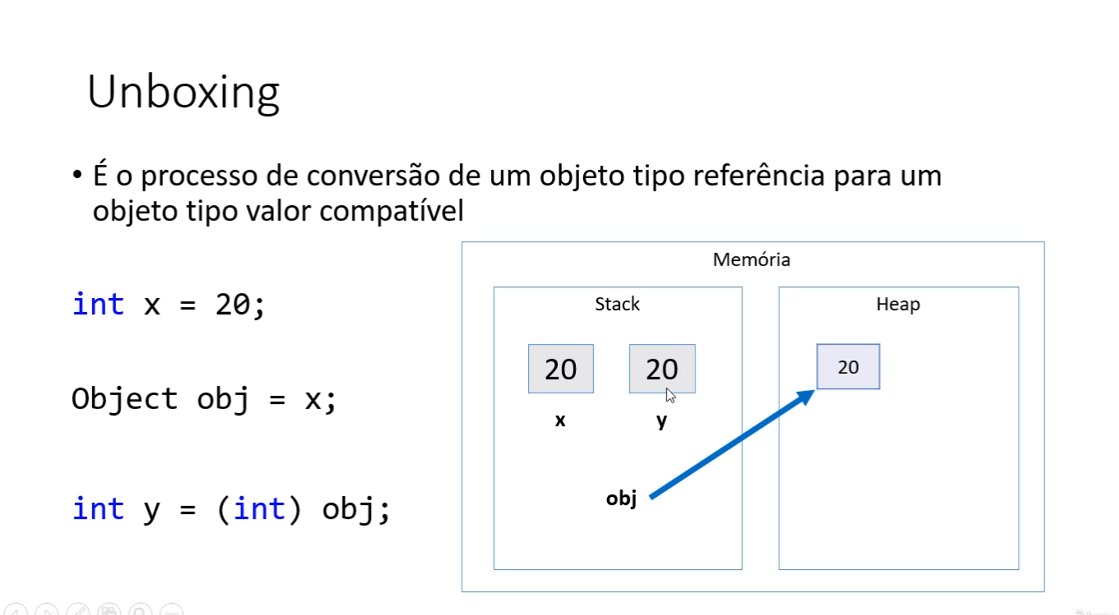 Unboxing
• É o processo de conversão de um objeto tipo referência para um
objeto tipo valor compatível
int x = 20;
Object obj = x;
int y = (int) obj;
Memória
Stack
20 20
x y
obj
Heap
20